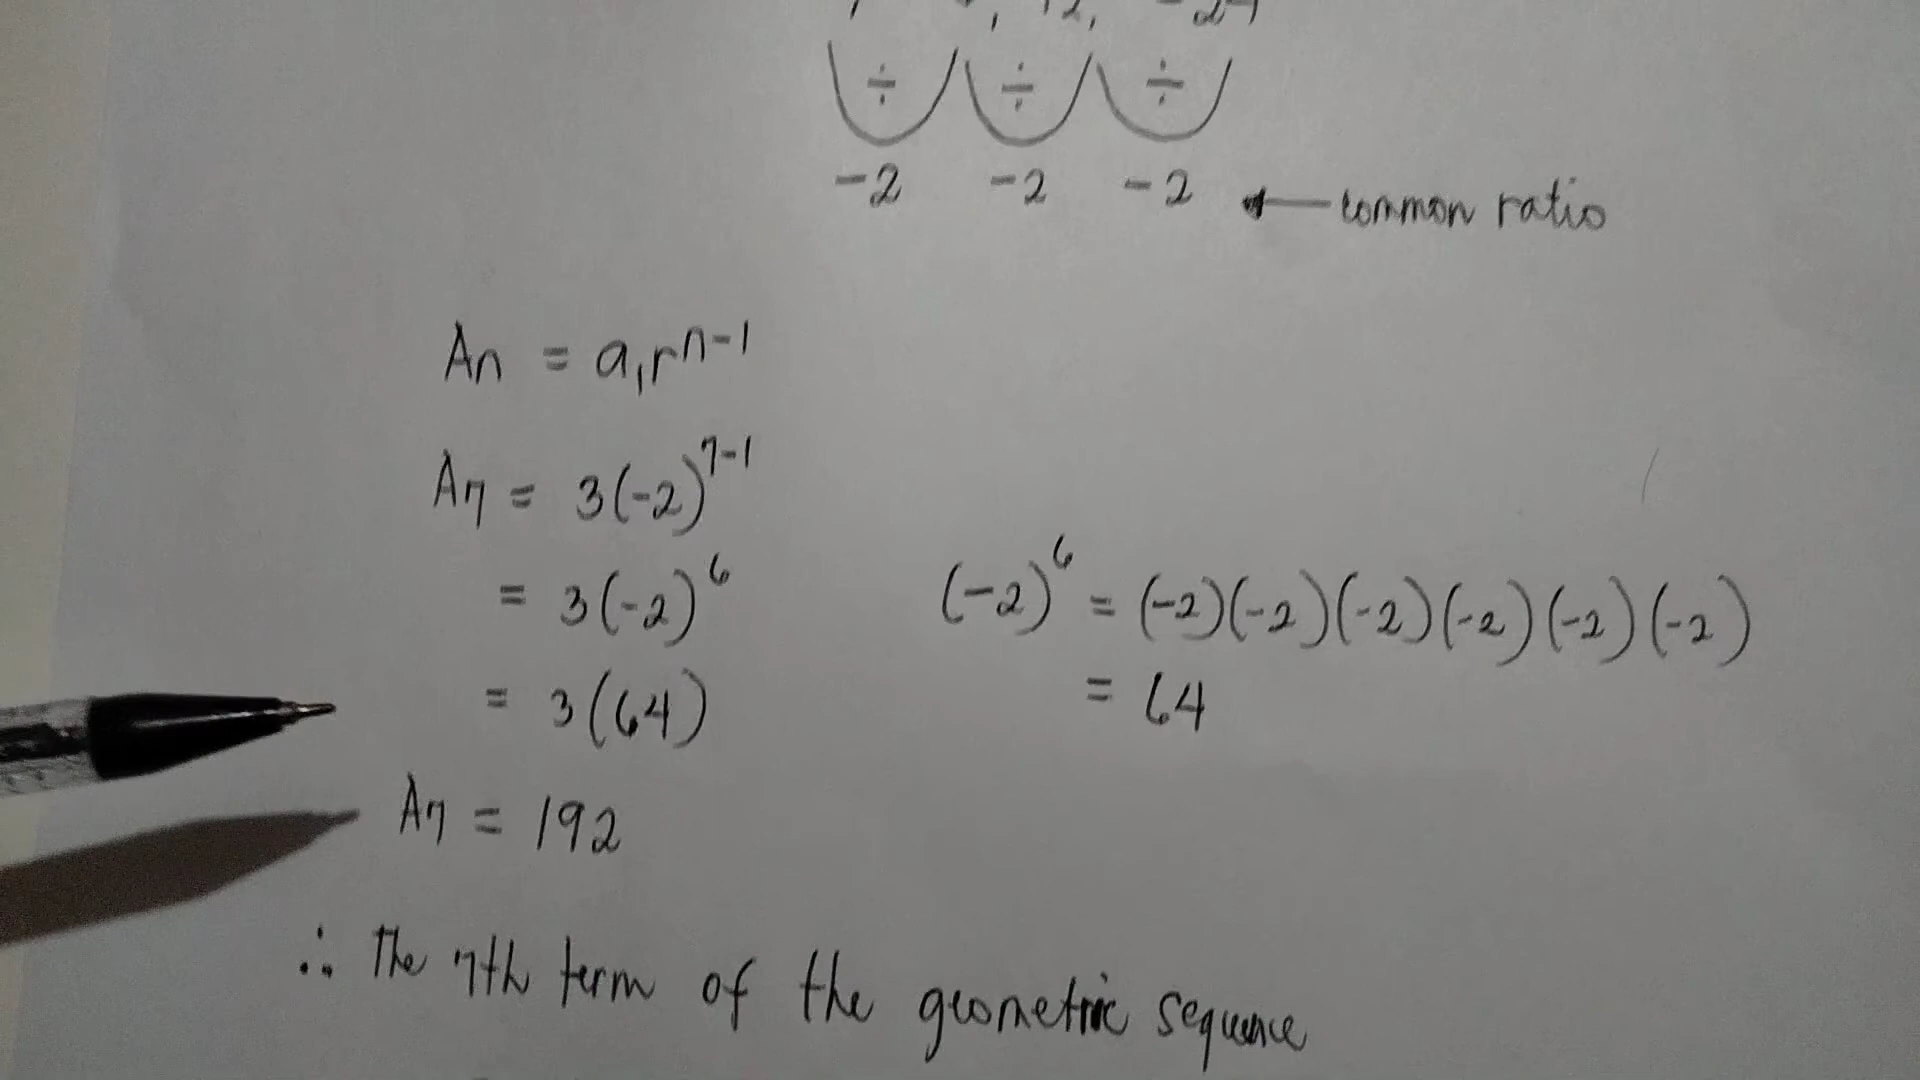 ÷ ÷ ÷
-2 -2 -2 ← common ratio
An = a₁rⁿ⁻¹
A₇ = 3(-2)⁷⁻¹
= 3(-2)⁶
(-2)⁶ = (-2)(-2)(-2)(-2)(-2)(-2)
= 3(64)
= 64
A₇ = 192
∴ The 7th term of the geometric sequence